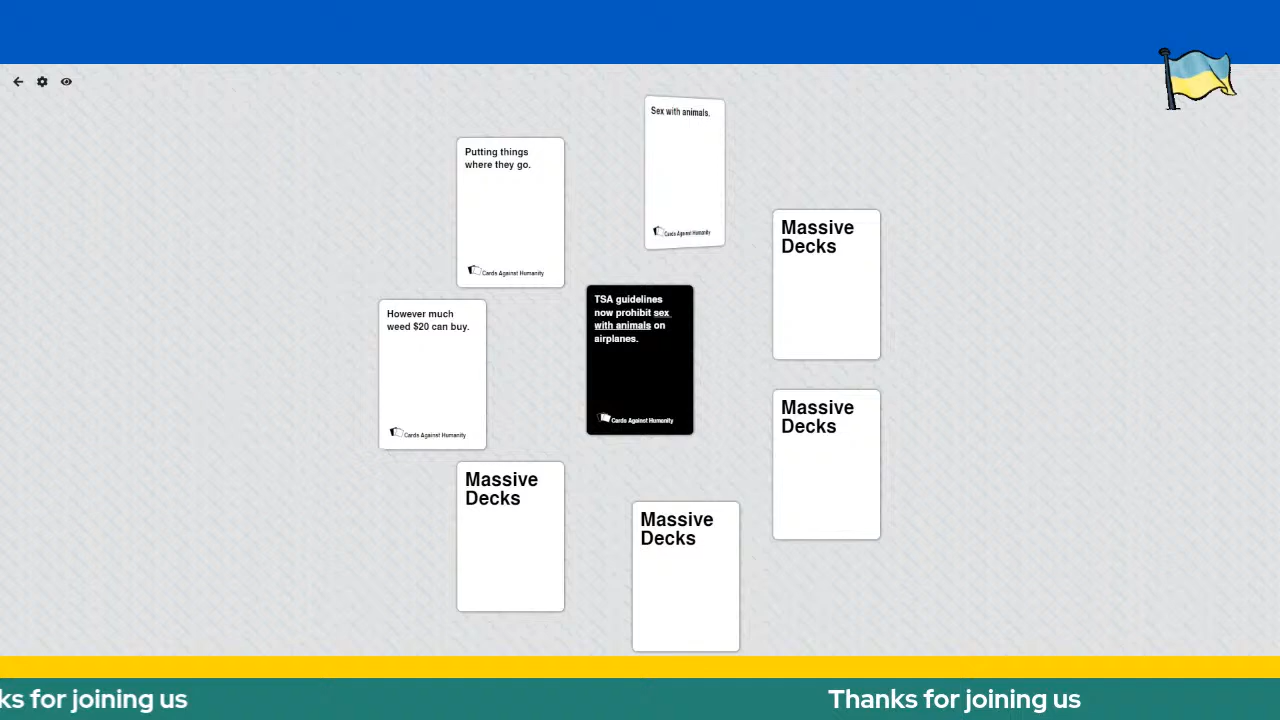 Sex with animals.
Cards Against Humanity
Putting things
where they go.
Cards Against Humanity
Massive
Decks
TSA guidelines
now prohibit sex
with animals on
airplanes.
Cards Against Humanity
However much
weed $20 can buy.
Cards Against Humanity
Massive
Decks
Massive
Decks
Massive
Decks
ks for joining us
Thanks for joining us